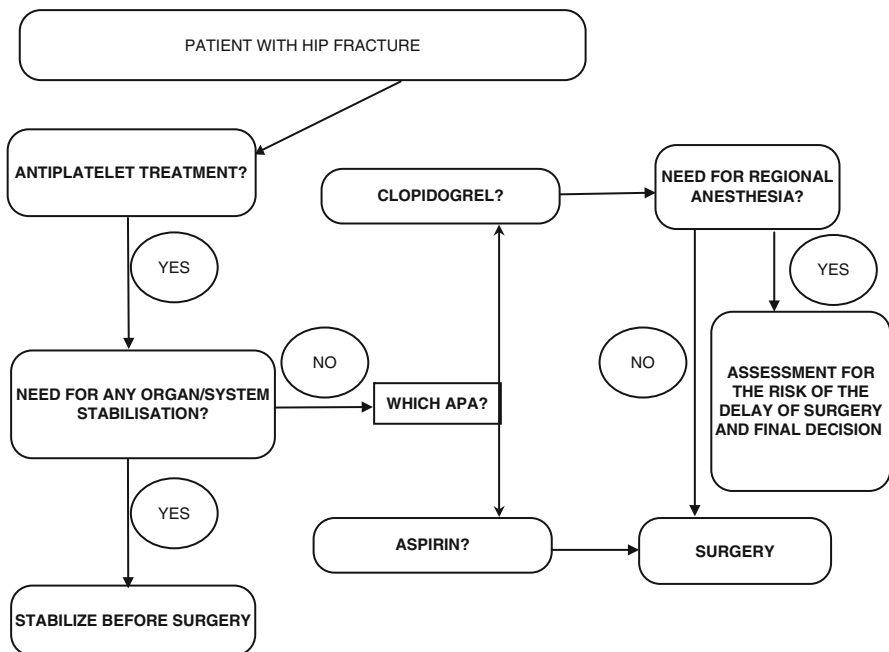 PATIENT WITH HIP FRACTURE
ANTIPLATELET TREATMENT?
YES
NEED FOR ANY ORGAN/SYSTEM
STABILISATION?
YES
STABILIZE BEFORE SURGERY
NO
WHICH APA?
CLOPIDOGREL?
NEED FOR REGIONAL
ANESTHESIA?
YES
ASSESSMENT FOR
THE RISK OF THE
DELAY OF SURGERY
AND FINAL DECISION
NO
ASPIRIN?
SURGERY